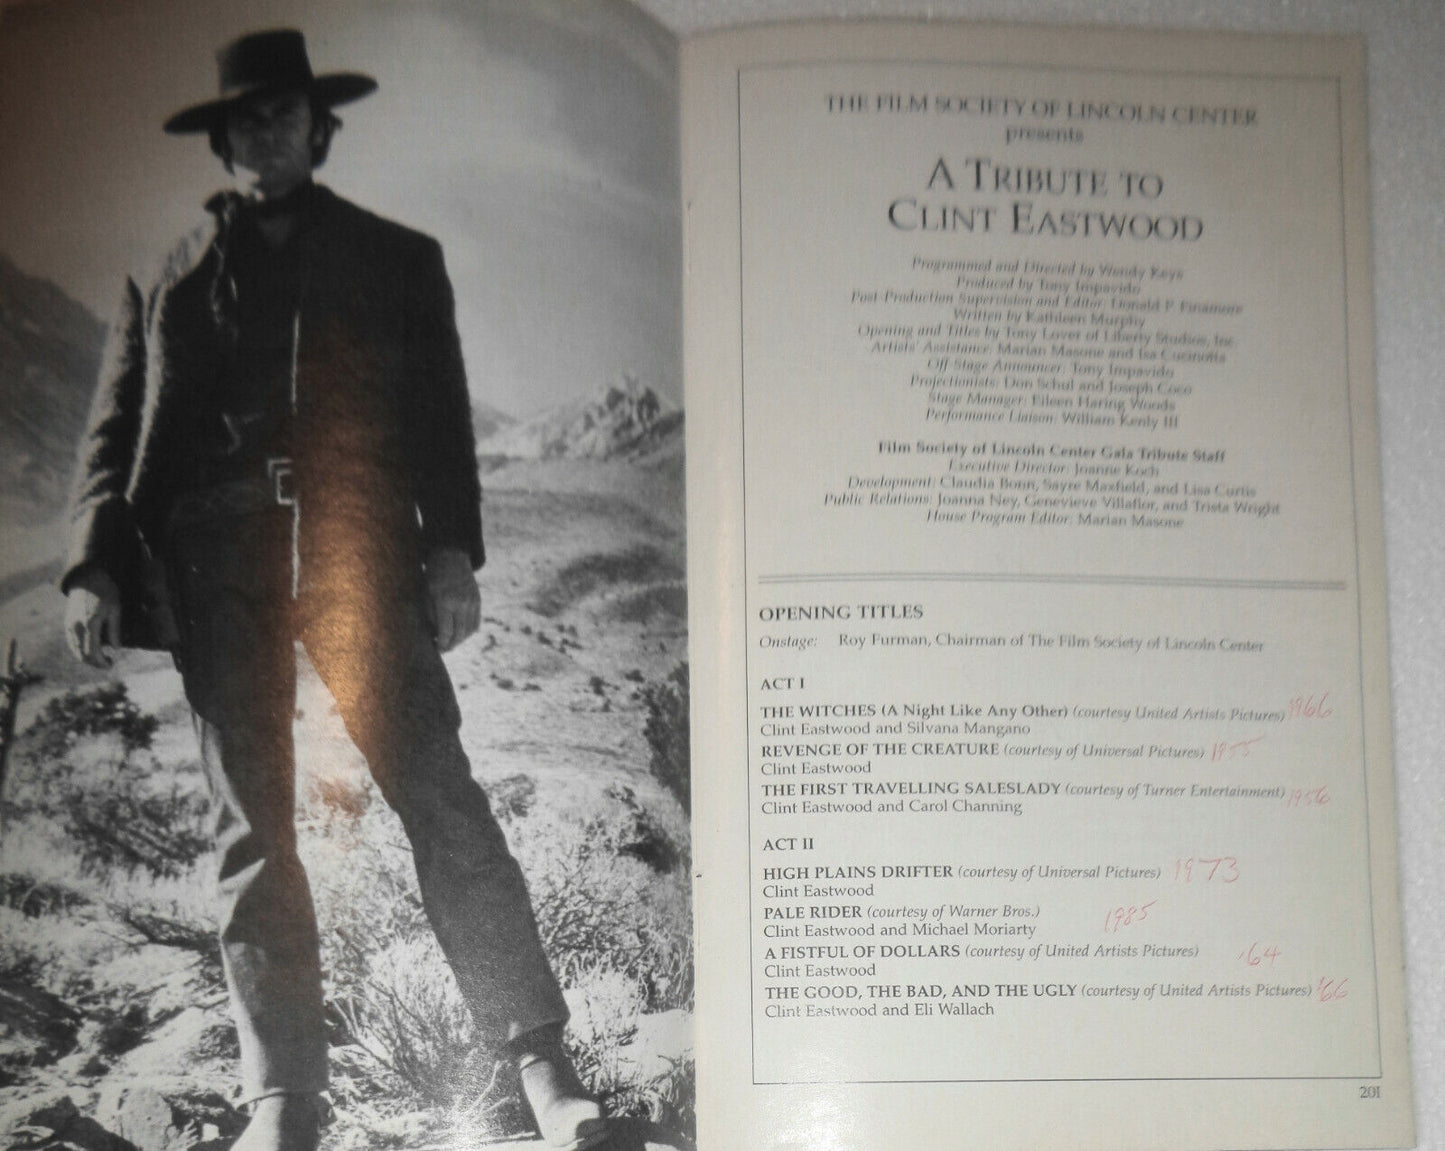 THE FILM SOCIETY OF LINCOLN CENTER
presents
A TRIBUTE TO
CLINT EASTWOOD
Programmed and Directed by Wendy Keys
Produced by Tony Impavido
Post-Production Supervision and Editor: Donald P. Finamore
Written by Kathleen Murphy
Opening and Titles by Tony Lover of Liberty Studios, Inc.
Artists' Assistance: Marian Masone and Isa Cucinotta
Off Stage Announcer: Tony Impavido
Projectionists: Don Schul and Joseph Coco
Stage Manager: Eileen Haring Woods
Performance Liaison: William Kenly III
Film Society of Lincoln Center Gala Tribute Staff
Executive Director: Joanne Koch
Development: Claudia Bonn, Sayre Maxfield, and Lisa Curtis
Public Relations: Joanna Ney, Genevieve Villaflor, and Trista Wright
House Program Editor: Marian Masone
OPENING TITLES
Onstage: Roy Furman, Chairman of The Film Society of Lincoln Center
ACT I
THE WITCHES (A Night Like Any Other) (courtesy United Artists Pictures) 1966
Clint Eastwood and Silvana Mangano
REVENGE OF THE CREATURE (courtesy of Universal Pictures) 1955
Clint Eastwood
THE FIRST TRAVELLING SALESLADY (courtesy of Turner Entertainment) 1956
Clint Eastwood and Carol Channing
ACT II
HIGH PLAINS DRIFTER (courtesy of Universal Pictures) 1973
Clint Eastwood
PALE RIDER (courtesy of Warner Bros.) 1985
Clint Eastwood and Michael Moriarty
A FISTFUL OF DOLLARS (courtesy of United Artists Pictures) '64
Clint Eastwood
THE GOOD, THE BAD, AND THE UGLY (courtesy of United Artists Pictures) '66
Clint Eastwood and Eli Wallach
201